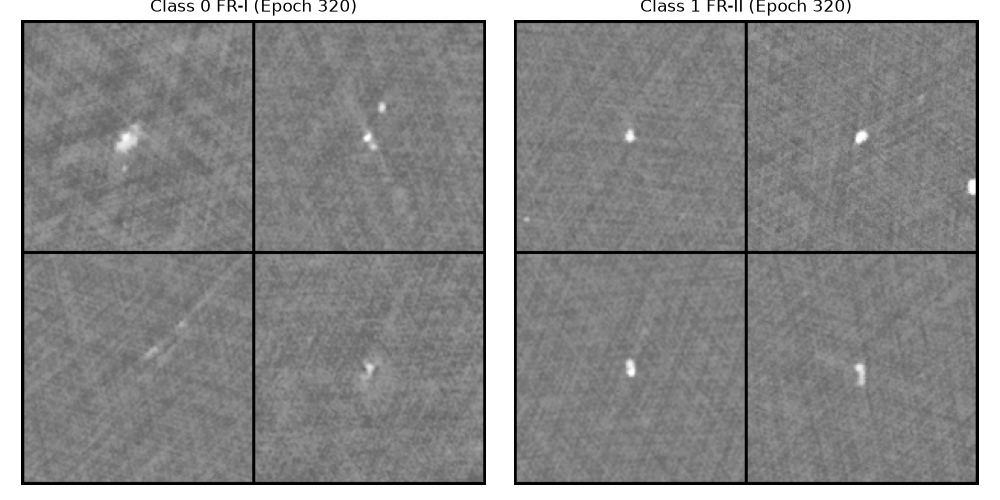 Class 0 FR-I (Epoch 320)
Class 1 FR-II (Epoch 320)